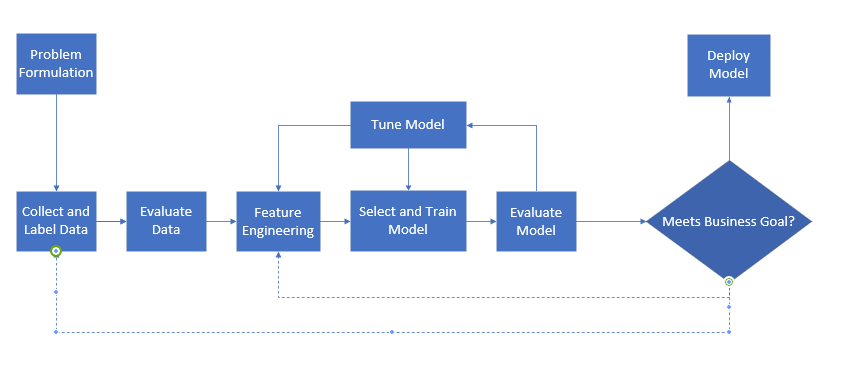 Problem
Formulation
Deploy
Model
Tune Model
Collect and
Label Data
Evaluate
Data
Feature
Engineering
Select and Train
Model
Evaluate
Model
Meets Business Goal?